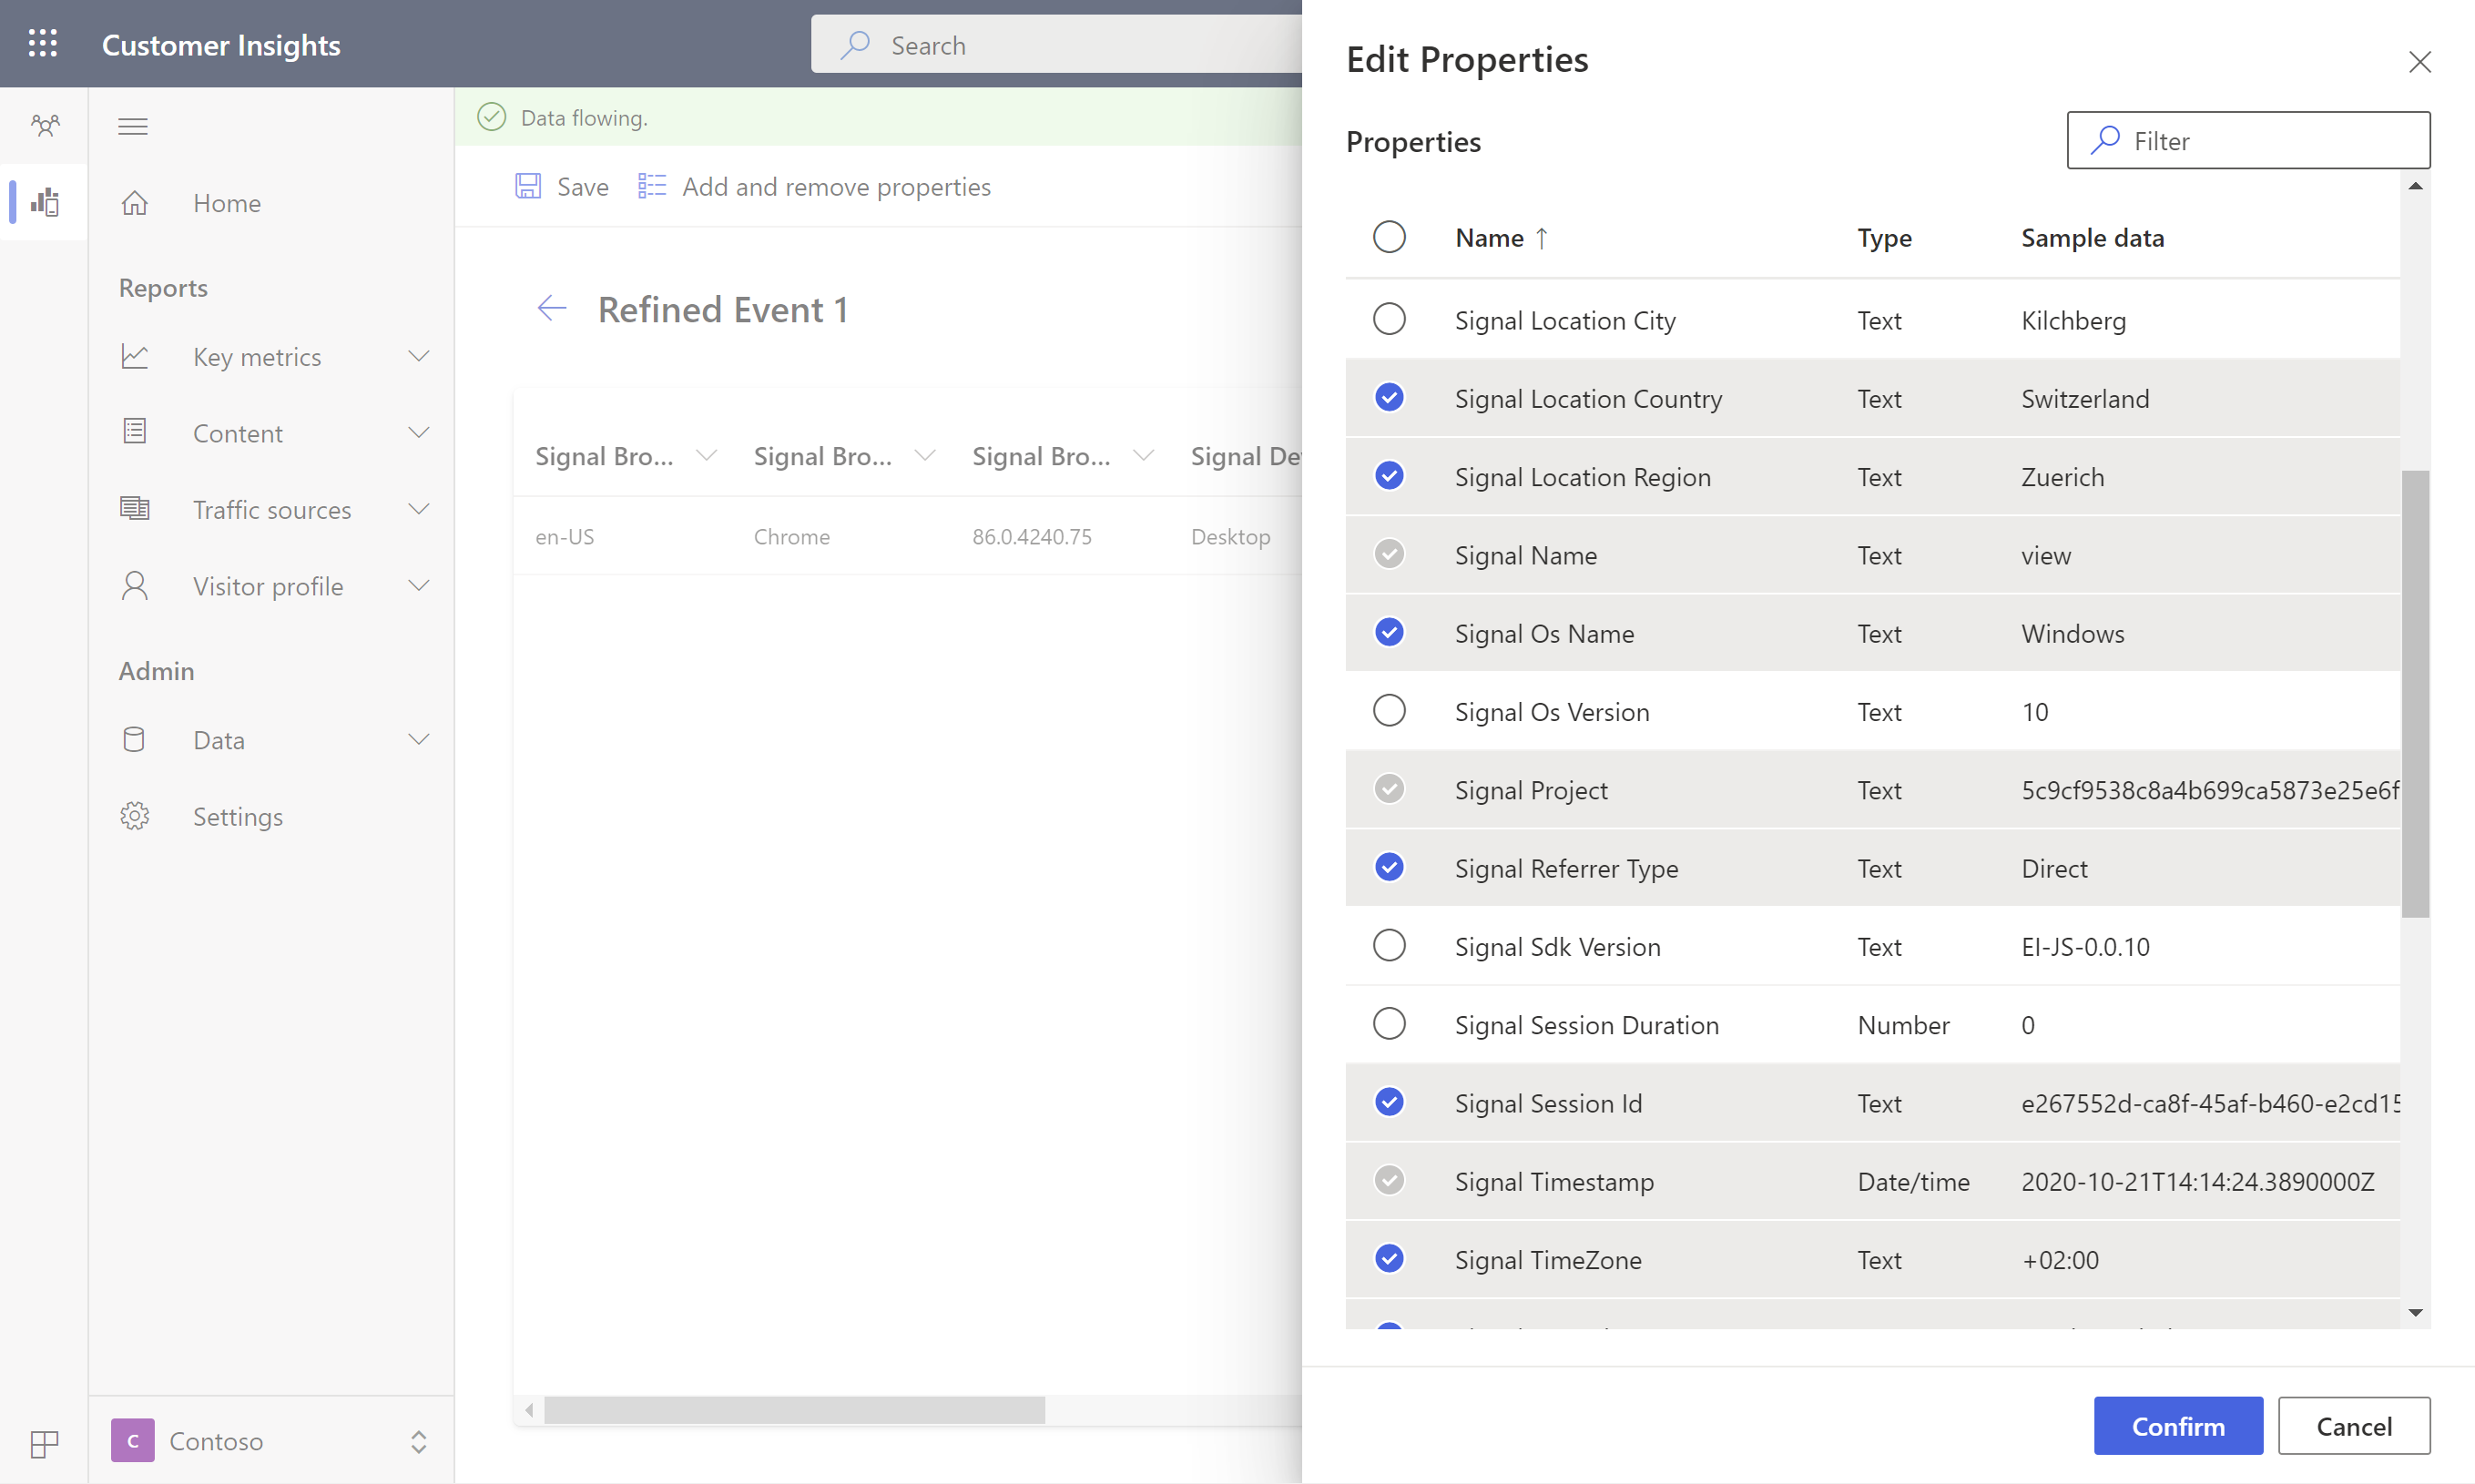 Customer Insights
Search
Data flowing.
Save
Add and remove properties
Home
Reports
Key metrics
Content
Traffic sources
Visitor profile
Admin
Data
Settings
C Contoso
Refined Event 1
Signal Bro... Signal Bro... Signal Bro... Signal De
en-US Chrome 86.0.4240.75 Desktop
Edit Properties
Properties
Filter
Name ↑ Type Sample data
Signal Location City Text Kilchberg
Signal Location Country Text Switzerland
Signal Location Region Text Zuerich
Signal Name Text view
Signal Os Name Text Windows
Signal Os Version Text 10
Signal Project Text 5c9cf9538c8a4b699ca5873e25e6f
Signal Referrer Type Text Direct
Signal Sdk Version Text EI-JS-0.0.10
Signal Session Duration Number 0
Signal Session Id Text e267552d-ca8f-45af-b460-e2cd15
Signal Timestamp Date/time 2020-10-21T14:14:24.3890000Z
Signal TimeZone Text +02:00
Confirm
Cancel